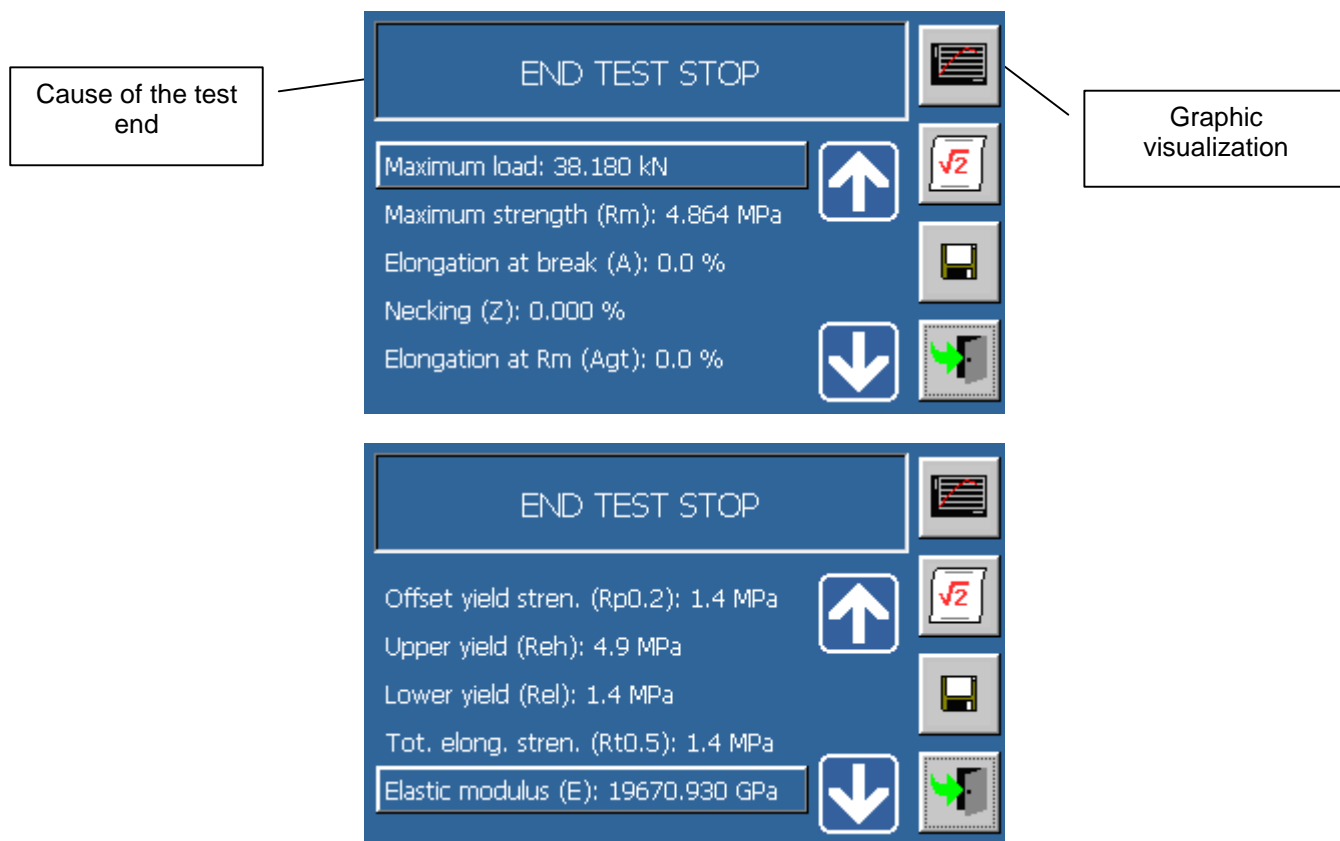 END TEST STOP
Cause of the test
end
Graphic
visualization
Maximum load: 38.180 kN
√2
Maximum strength (Rm): 4.864 MPa
Elongation at break (A): 0.0 %
Necking (Z): 0.000 %
Elongation at Rm (Agt): 0.0 %
END TEST STOP
Offset yield stren. (Rp0.2): 1.4 MPa
√2
Upper yield (Reh): 4.9 MPa
Lower yield (Rel): 1.4 MPa
Tot. elong. stren. (Rt0.5): 1.4 MPa
Elastic modulus (E): 19670.930 GPa